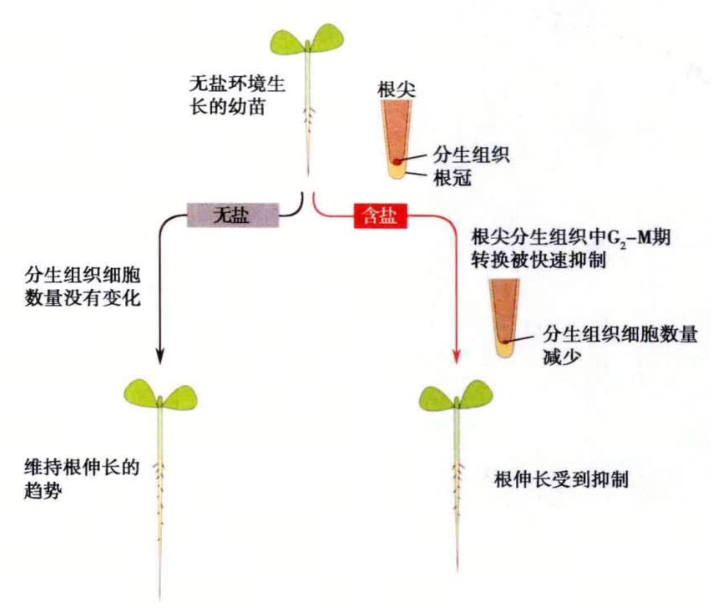 无盐环境生
长的幼苗
根尖
分生组织
根冠
无盐
含盐
根尖分生组织中G₂-M期
转换被快速抑制
分生组织细胞
数量没有变化
分生组织细胞数量
减少
维持根伸长的
趋势
根伸长受到抑制